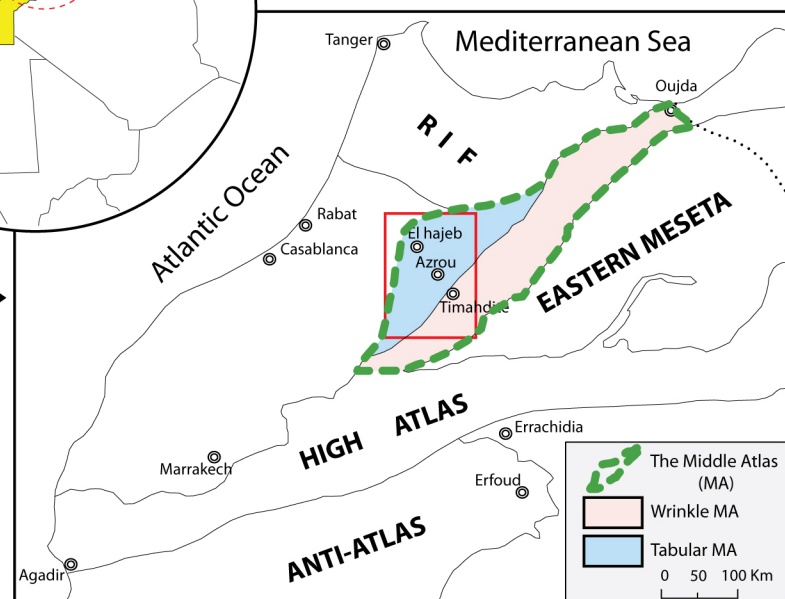 Tanger
Mediterranean Sea
Oujda
RIF
Atlantic Ocean
Rabat
El hajeb
Casablanca
Azrou
EASTERN MESETA
Timahdite
HIGH ATLAS
Errachidia
Marrakech
Erfoud
ANTI-ATLAS
Agadir
The Middle Atlas
(MA)
Wrinkle MA
Tabular MA
0 50 100 Km